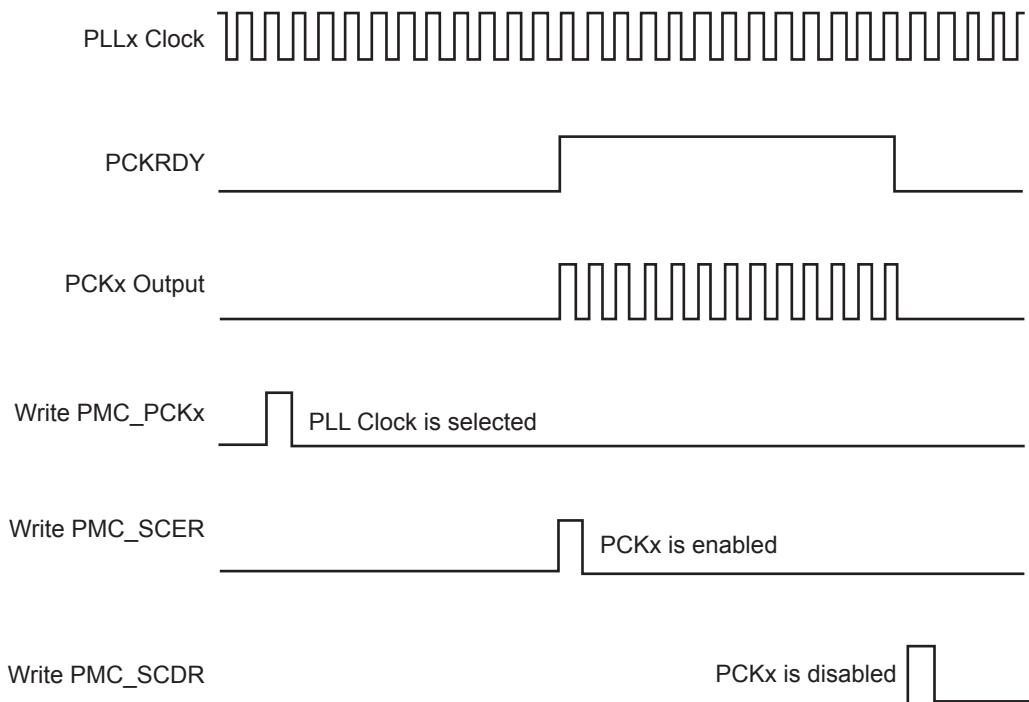 PLLx Clock
PCKRDY
PCKx Output
Write PMC_PCKx
PLL Clock is selected
Write PMC_SCER
PCKx is enabled
Write PMC_SCDR
PCKx is disabled